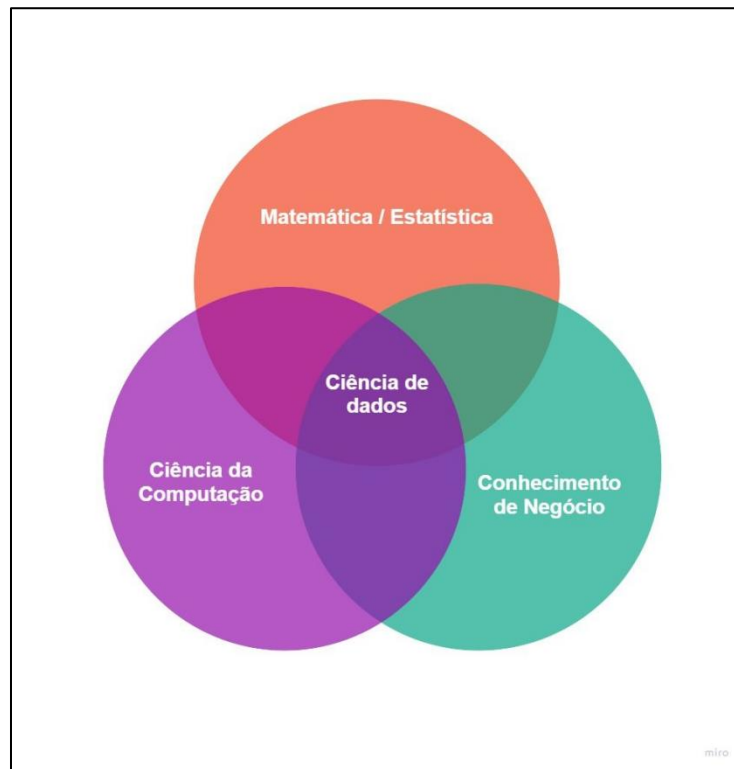 Matemática / Estatística
Ciência de
dados
Ciência da
Computação
Conhecimento
de Negócio
miro